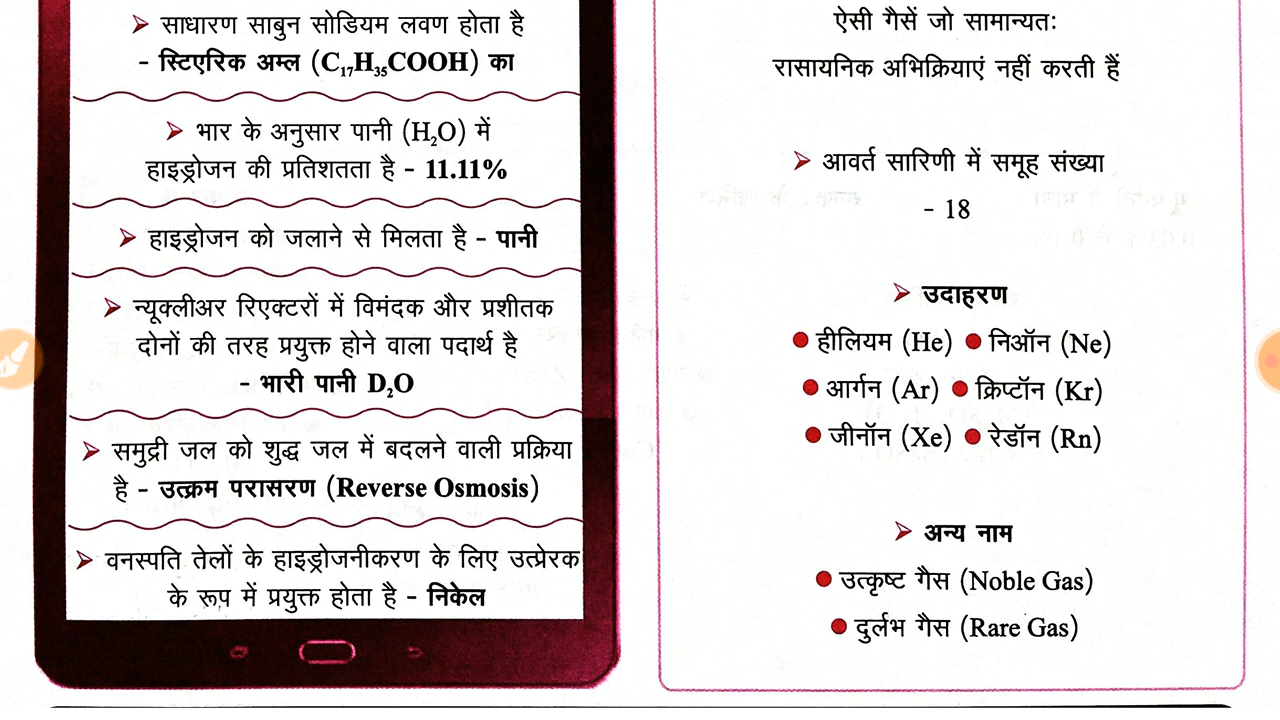 ➤ साधारण साबुन सोडियम लवण होता है
- स्टिएरिक अम्ल (C₁₇H₃₅COOH) का
➤ भार के अनुसार पानी (H₂O) में
हाइड्रोजन की प्रतिशतता है - 11.11%
➤ हाइड्रोजन को जलाने से मिलता है - पानी
➤ न्यूक्लीअर रिएक्टरों में विमंदक और प्रशीतक
दोनों की तरह प्रयुक्त होने वाला पदार्थ है
- भारी पानी D₂O
➤ समुद्री जल को शुद्ध जल में बदलने वाली प्रक्रिया
है - उत्क्रम परासरण (Reverse Osmosis)
➤ वनस्पति तेलों के हाइड्रोजनीकरण के लिए उत्प्रेरक
के रूप में प्रयुक्त होता है - निकेल
ऐसी गैसें जो सामान्यतः
रासायनिक अभिक्रियाएं नहीं करती हैं
➤ आवर्त सारिणी में समूह संख्या
- 18
➤ उदाहरण
● हीलियम (He) ● निऑन (Ne)
● आर्गन (Ar) ● क्रिप्टॉन (Kr)
● जीनॉन (Xe) ● रेडॉन (Rn)
➤ अन्य नाम
● उत्कृष्ट गैस (Noble Gas)
● दुर्लभ गैस (Rare Gas)